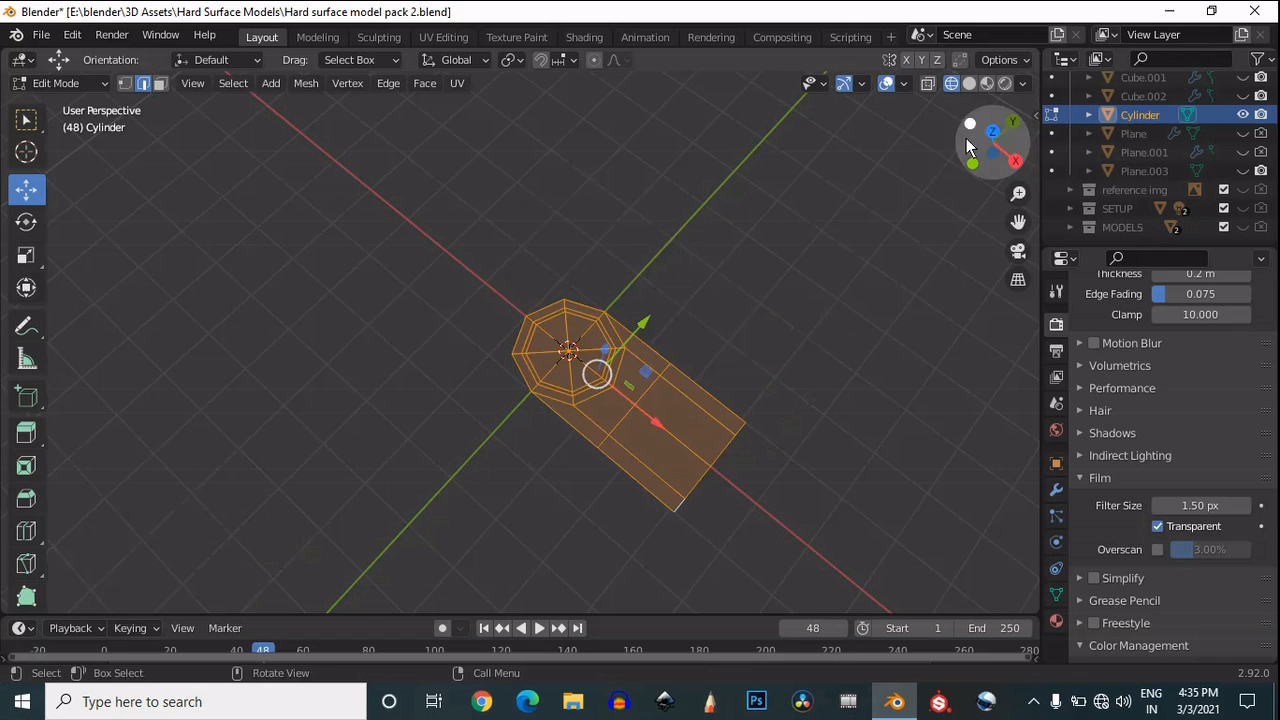 Blender* [E:\blender\3D Assets\Hard Surface Models\Hard surface model pack 2.blend]
File Edit Render Window Help Layout Modeling Sculpting UV Editing Texture Paint Shading Animation Rendering Compositing Scripting + Scene View Layer
Orientation: Default Drag: Select Box Global X Y Z Options
Edit Mode View Select Add Mesh Vertex Edge Face UV
User Perspective
(48) Cylinder
Z Y X
Cube.001
Cube.002
Cylinder
Plane
Plane.001
Plane.003
reference img
SETUP 2
MODELS 2
Thickness 0.2 m
Edge Fading 0.075
Clamp 10.000
Motion Blur
Volumetrics
Performance
Hair
Shadows
Indirect Lighting
Film
Filter Size 1.50 px
Transparent
Overscan 3.00%
Simplify
Grease Pencil
Freestyle
Color Management
Playback Keying View Marker 48 Start 1 End 250
-20 0 20 40 48 60 80 100 120 140 160 180 200 220 240 260 280
Select Box Select Rotate View Call Menu 2.92.0
Type here to search Ps S ENG IN 4:35 PM 3/3/2021